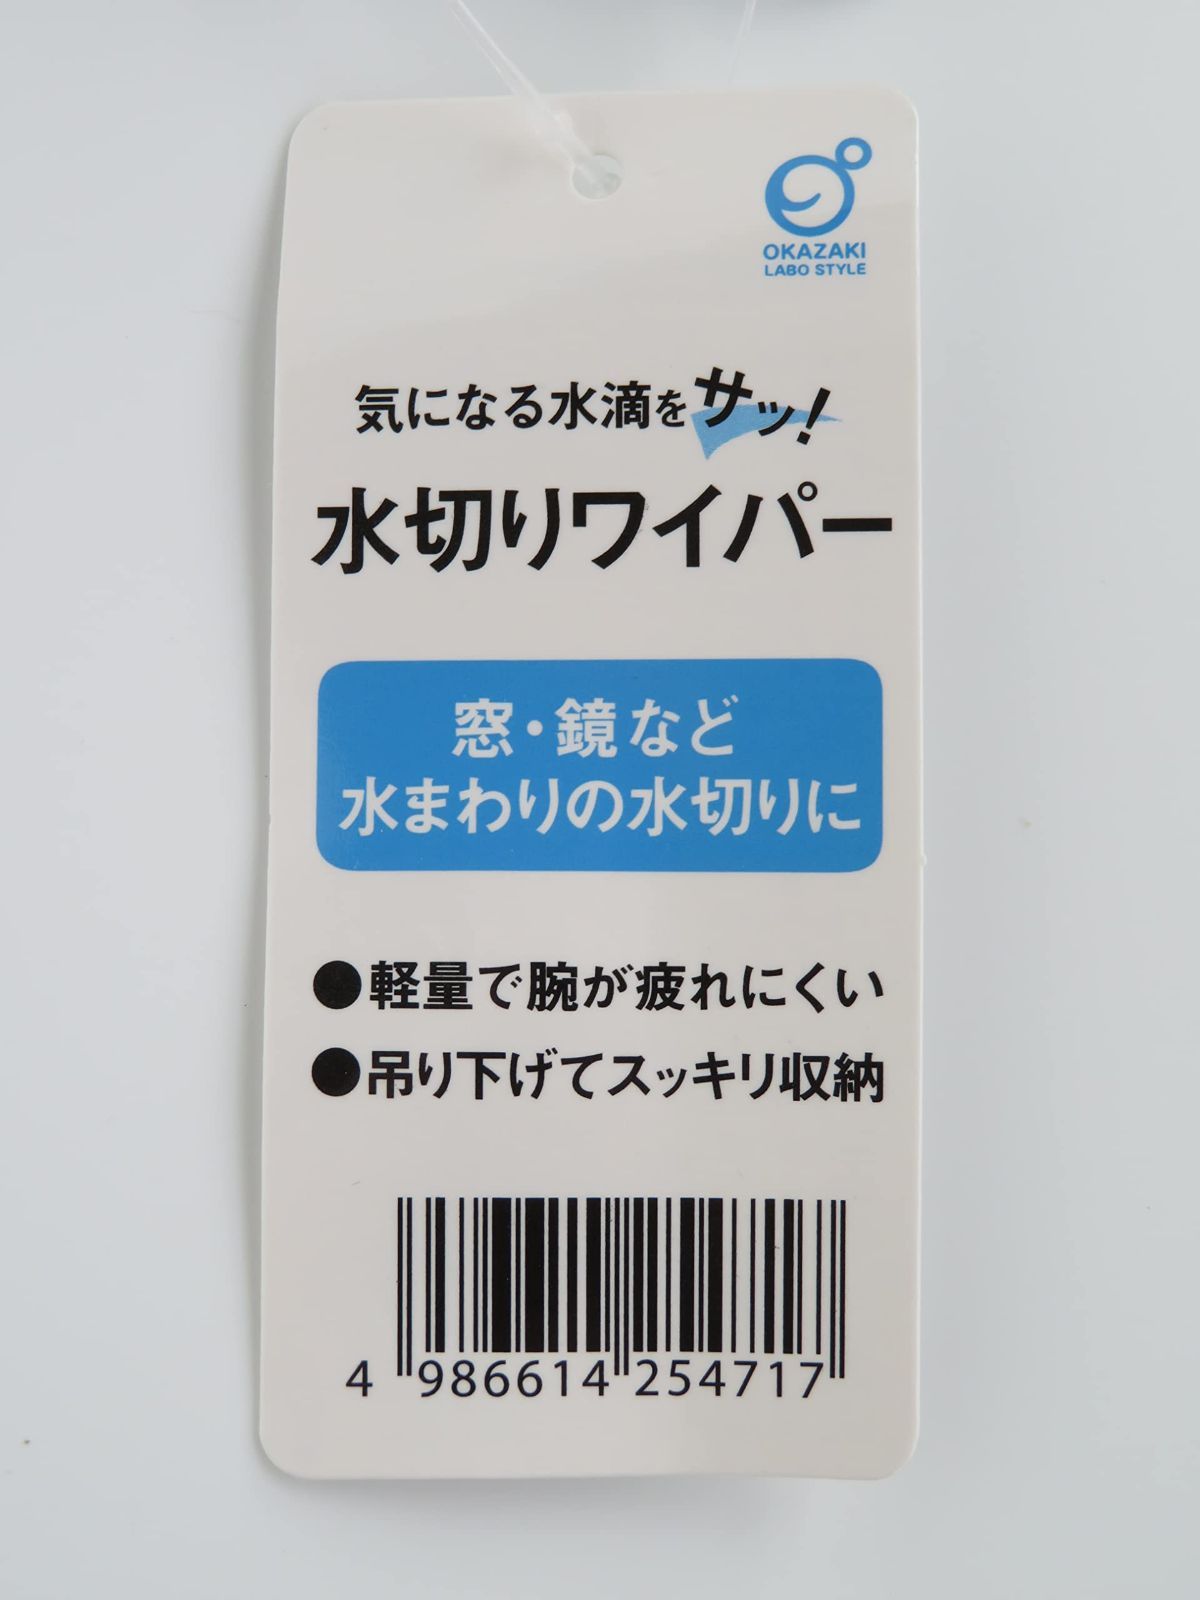 OKAZAKI
LABO STYLE
気になる水滴をサッ!
水切りワイパー
窓・鏡など
水まわりの水切りに
●軽量で腕が疲れにくい
●吊り下げてスッキリ収納
4 986614 254717